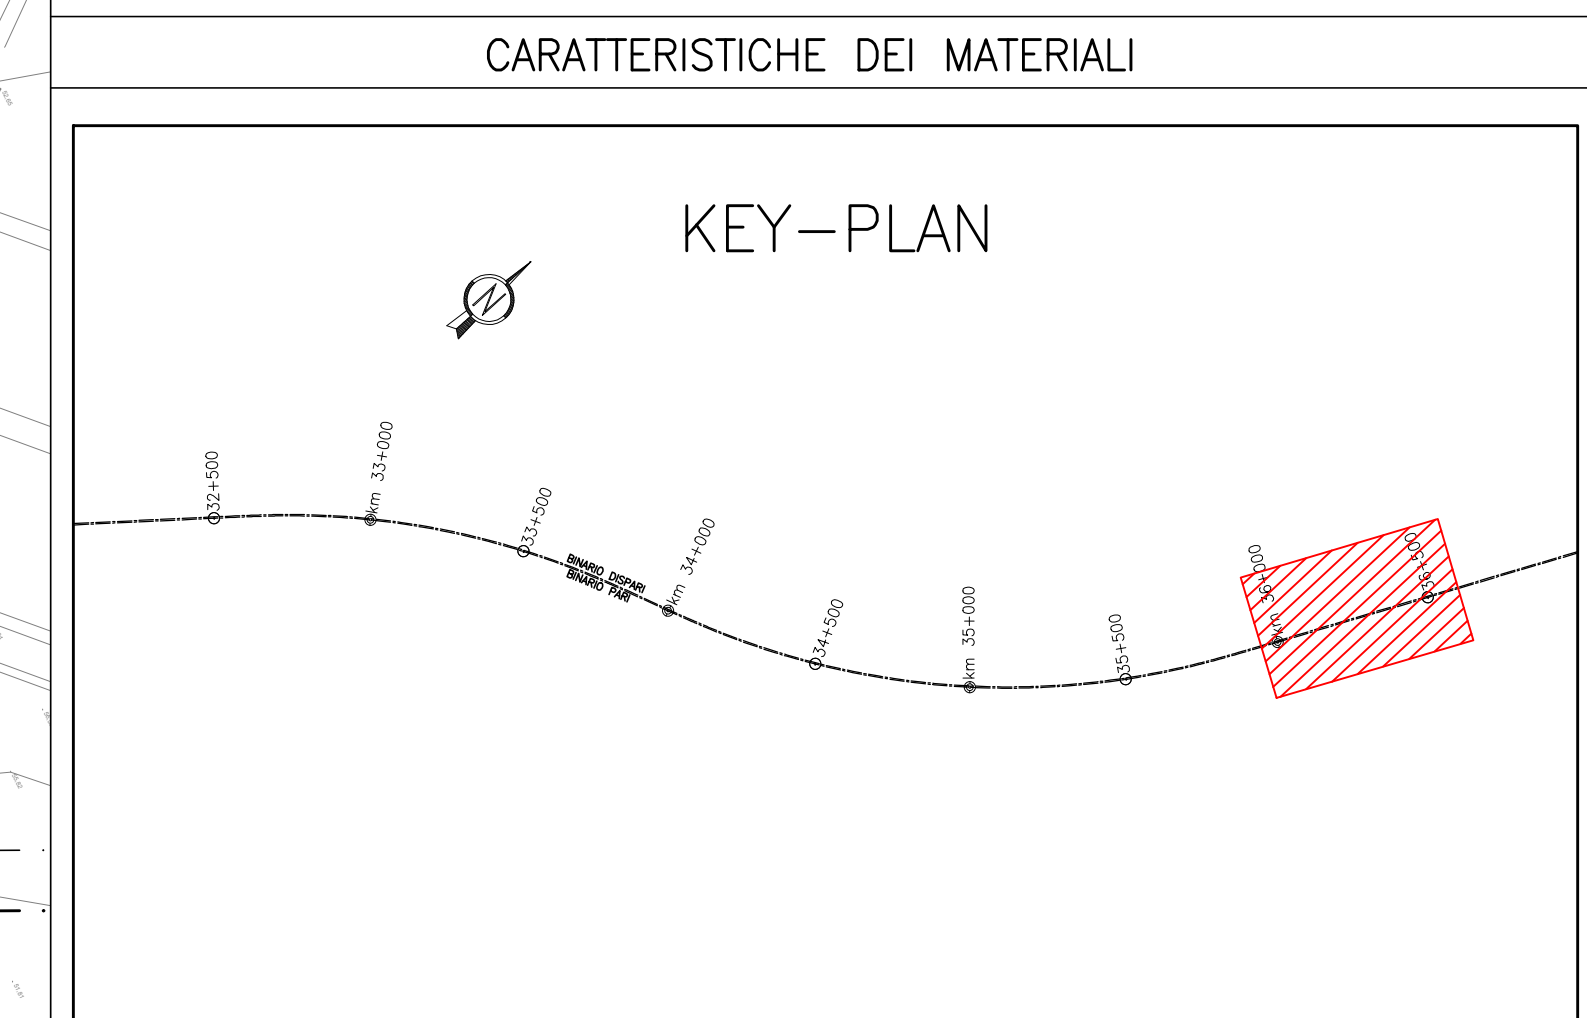 CARATTERISTICHE DEI MATERIALI
KEY-PLAN
N
32+500
km 33+000
33+500
BINARIO DISPARI
BINARIO PARI
km 34+000
34+500
km 35+000
35+500
km 36+000
36+500